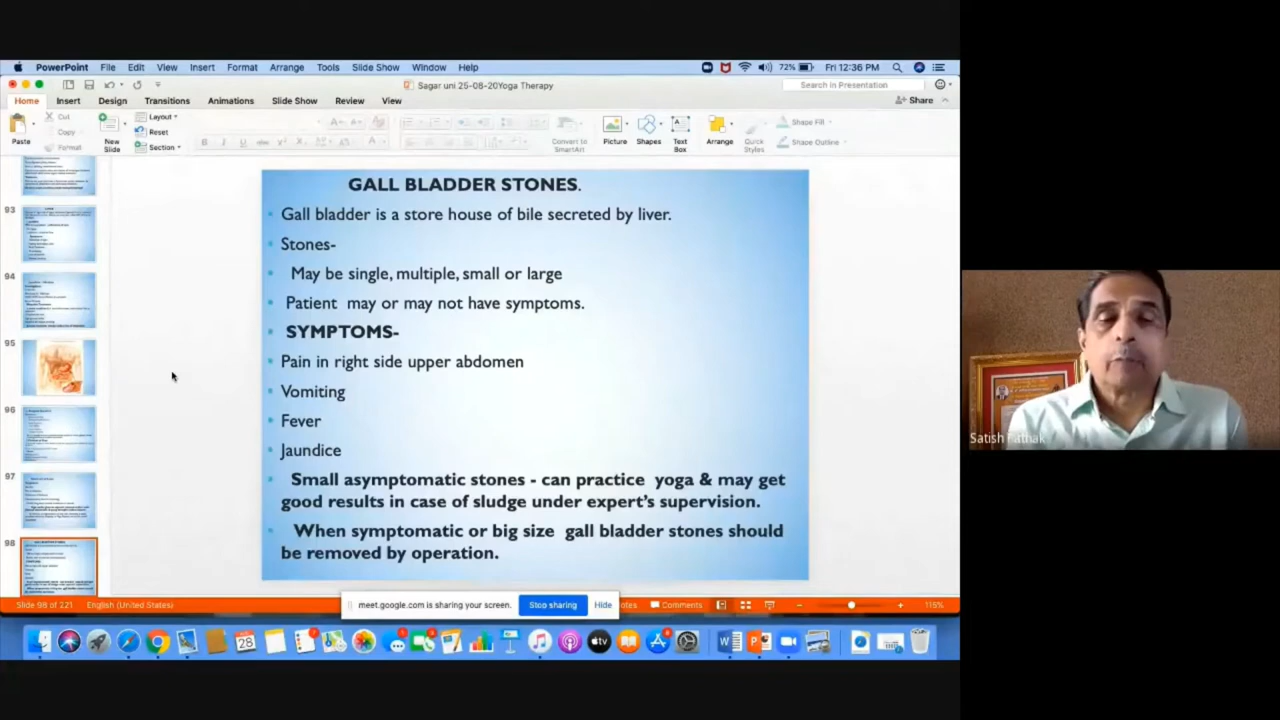 PowerPoint File Edit View Insert Format Arrange Tools Slide Show Window Help 72% Fri 12:36 PM
Sagar uni 25-08-20Yoga Therapy
Search in Presentation
Home Insert Design Transitions Animations Slide Show Review View Share
Paste
Cut
Copy
Format
New Slide
Layout
Reset
Section
Convert to SmartArt
Picture
Shapes
Text Box
Arrange
Quick Styles
Shape Fill
Shape Outline
93
94
95
96
97
98
GALL BLADDER STONES.
Gall bladder is a store house of bile secreted by liver.
Stones-
May be single, multiple, small or large
Patient may or may not have symptoms.
SYMPTOMS-
Pain in right side upper abdomen
Vomiting
Fever
Jaundice
Small asymptomatic stones - can practice yoga & may get
good results in case of sludge under expert's supervision.
When symptomatic or big size gall bladder stones should
be removed by operation.
Satish Pathak
Slide 98 of 221 English (United States)
meet.google.com is sharing your screen. Stop sharing Hide
otes Comments 115%
28